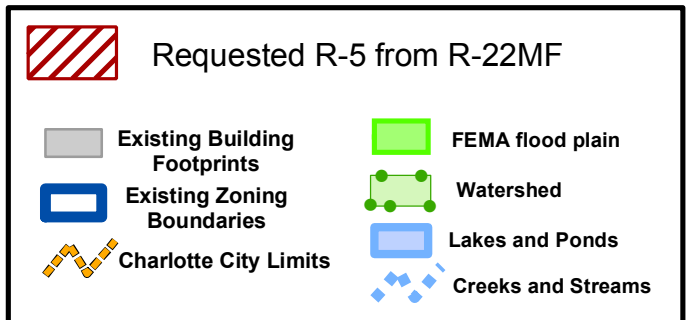 Requested R-5 from R-22MF
Existing Building
Footprints
Existing Zoning
Boundaries
Charlotte City Limits
FEMA flood plain
Watershed
Lakes and Ponds
Creeks and Streams